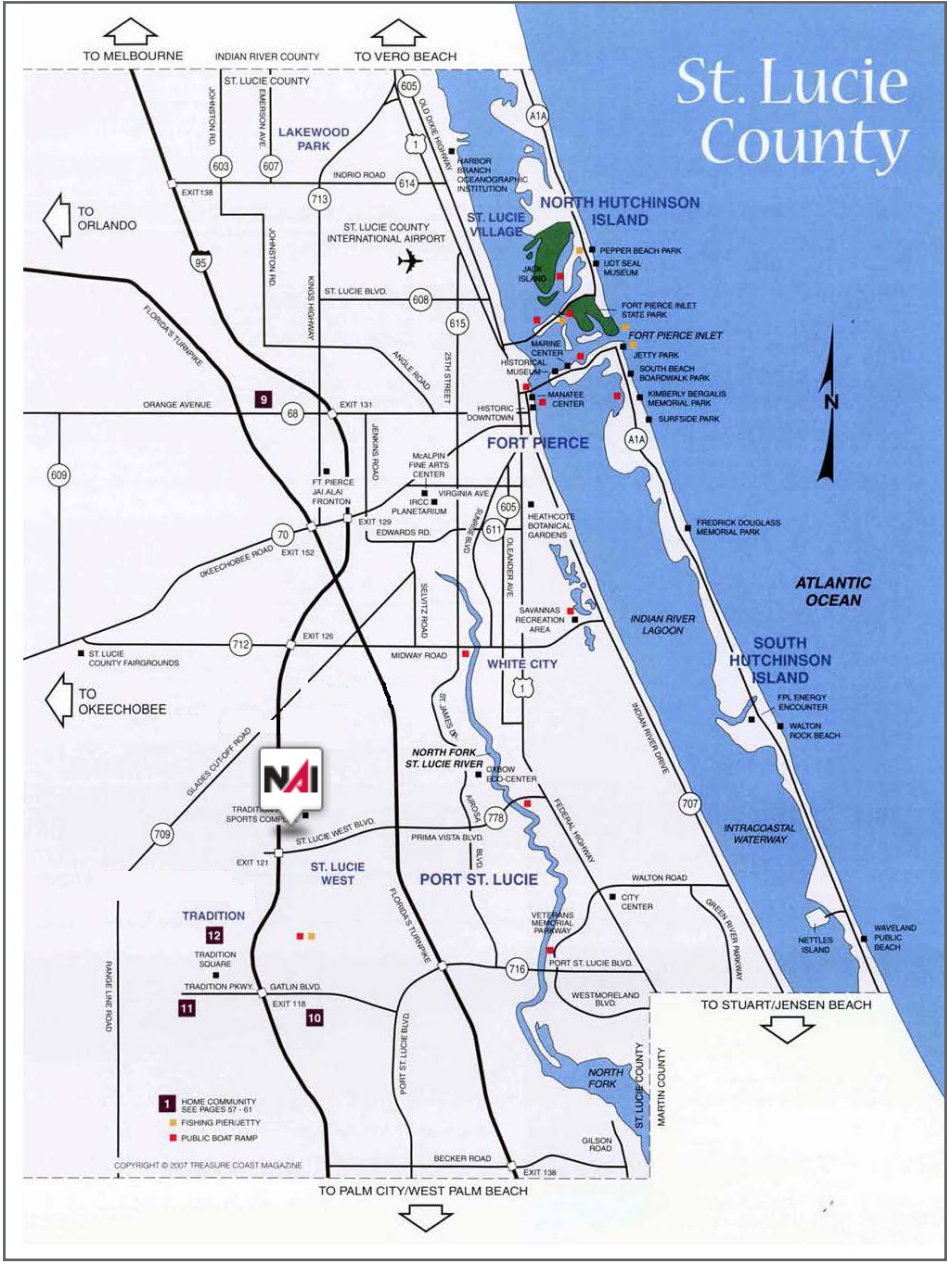 TO MELBOURNE
INDIAN RIVER COUNTY
TO VERO BEACH
ST. LUCIE COUNTY
St. Lucie
County
605
OLD DIXIE HIGHWAY
A1A
JOHNSTON RD.
EMERSON AVE.
LAKEWOOD
PARK
1
HARBOR
BRANCH
OCEANOGRAPHIC
INSTITUTION
603
607
INDRIO ROAD
614
EXIT138
713
TO
ORLANDO
NORTH HUTCHINSON
ISLAND
ST. LUCIE
VILLAGE
ST. LUCIE COUNTY
INTERNATIONAL AIRPORT
JOHNSTON RD.
PEPPER BEACH PARK
UDT SEAL
MUSEUM
95
JACK
ISLAND
KINGS HIGHWAY
ST. LUCIE BLVD.
608
FLORIDA'S TURNPIKE
615
FORT PIERCE INLET
STATE PARK
FORT PIERCE INLET
MARINE
CENTER
JETTY PARK
HISTORICAL
MUSEUM
25TH STREET
ANGLE ROAD
SOUTH BEACH
BOARDWALK PARK
MANATEE
CENTER
KIMBERLY BERGALIS
MEMORIAL PARK
N
ORANGE AVENUE
9
68
EXIT 131
HISTORIC
DOWNTOWN
SURFSIDE PARK
FORT PIERCE
A1A
JENKINS ROAD
McALPIN
FINE ARTS
CENTER
609
FT PIERCE
JAI ALAI
FRONTON
VIRGINIA AVE
IRCC
PLANETARIUM
605
SUNRISE BLVD
HEATHCOTE
BOTANICAL
GARDENS
EXIT 129
611
EDWARDS RD.
FREDRICK DOUGLASS
MEMORIAL PARK
70
EXIT 152
OKEECHOBEE ROAD
OLEANDER AVE.
SELVITZ ROAD
ATLANTIC
OCEAN
SAVANNAS
RECREATION
AREA
INDIAN RIVER
LAGOON
712
EXIT 126
ST. LUCIE
COUNTY FAIRGROUNDS
MIDWAY ROAD
WHITE CITY
SOUTH
HUTCHINSON
ISLAND
1
TO
OKEECHOBEE
ST. JAMES DR.
FPL ENERGY
ENCOUNTER
WALTON
ROCK BEACH
INDIAN RIVER DRIVE
GLADES CUT-OFF ROAD
NORTH FORK
ST. LUCIE RIVER
NAI
OXBOW
ECO-CENTER
AIROSA
BLVD.
707
TRADITION
SPORTS COMPLEX
778
FEDERAL HIGHWAY
709
ST. LUCIE WEST BLVD.
PRIMA VISTA BLVD.
INTRACOASTAL
WATERWAY
EXIT 121
ST. LUCIE
WEST
PORT ST. LUCIE
WALTON ROAD
CITY
CENTER
GREEN RIVER PARKWAY
FLORIDA'S TURNPIKE
TRADITION
12
VETERANS
MEMORIAL
PARKWAY
NETTLES
ISLAND
WAVELAND
PUBLIC
BEACH
TRADITION
SQUARE
716
PORT ST. LUCIE BLVD.
RANGE LINE ROAD
TRADITION PKWY.
GATLIN BLVD.
EXIT 118
11
10
WESTMORELAND
BLVD.
TO STUART/JENSEN BEACH
PORT ST. LUCIE BLVD.
NORTH
FORK
ST. LUCIE COUNTY
MARTIN COUNTY
1
HOME COMMUNITY
SEE PAGES 57 - 61
FISHING PIER/JETTY
PUBLIC BOAT RAMP
GILSON
ROAD
COPYRIGHT © 2007 TREASURE COAST MAGAZINE
BECKER ROAD
EXIT 138
TO PALM CITY/WEST PALM BEACH